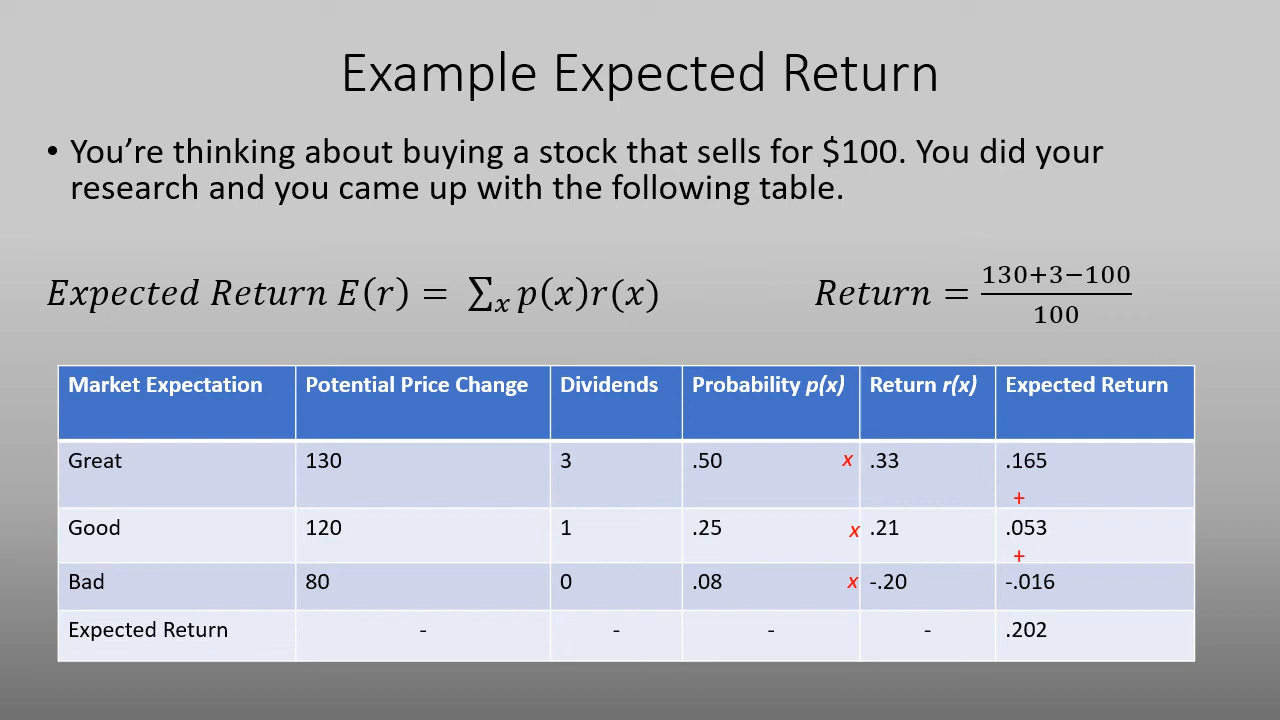 Example Expected Return
• You’re thinking about buying a stock that sells for $100. You did your
research and you came up with the following table.
Expected Return E(r) = ∑ₓ p(x)r(x)
Return = (130+3−100)/100
Market Expectation Potential Price Change Dividends Probability p(x) Return r(x) Expected Return
Great 130 3 .50 x .33 .165
+
Good 120 1 .25 x .21 .053
+
Bad 80 0 .08 x -.20 -.016
Expected Return - - - - .202